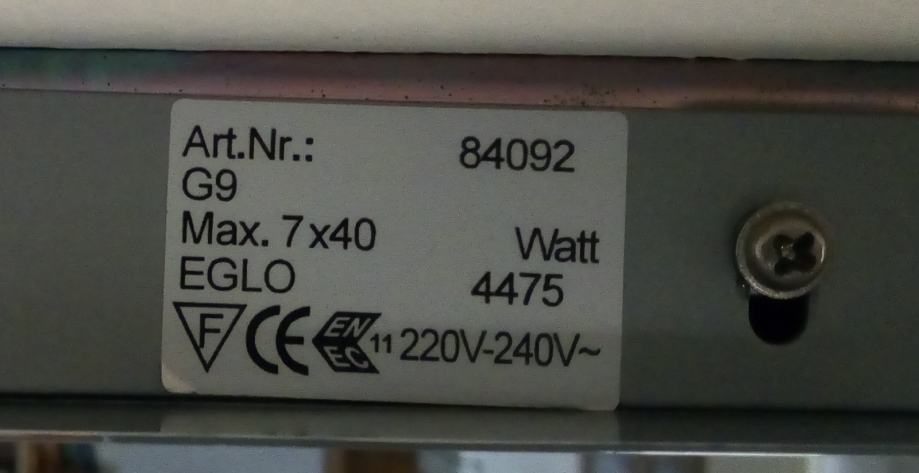 Art.Nr.: 84092
G9
Max. 7x40 Watt
EGLO 4475
F CE EN EC 11 220V-240V~